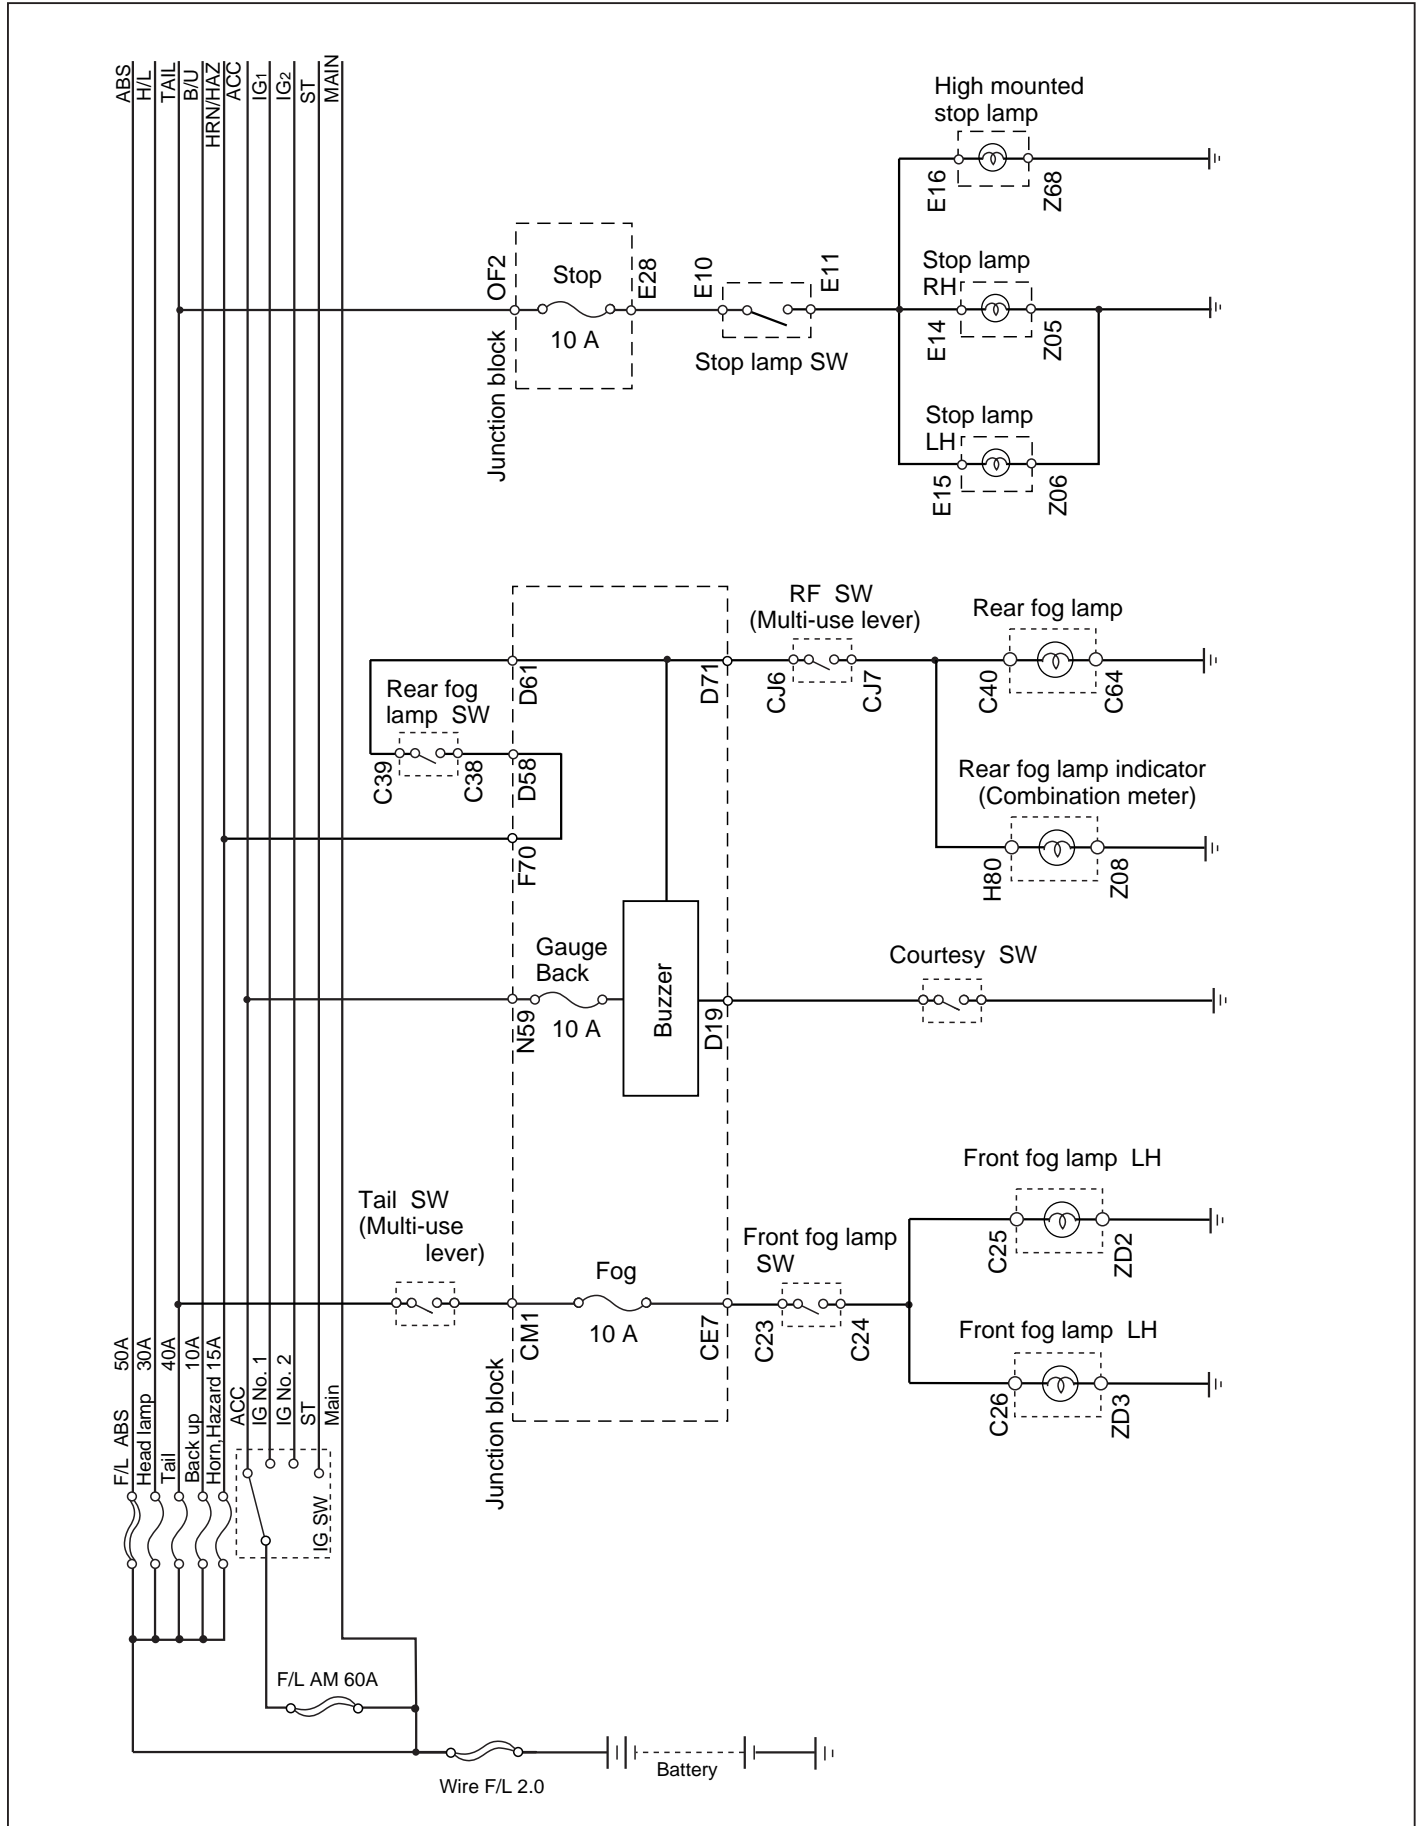 ABS
H/L
TAIL
B/U
HRN/HAZ
ACC
IG1
IG2
ST
MAIN
High mounted
stop lamp
E16
Z68
OF2
Stop
10 A
E28
Junction block
E10
E11
Stop lamp SW
Stop lamp
RH
E14
Z05
Stop lamp
LH
E15
Z06
RF SW
(Multi-use lever)
Rear fog lamp
D61
D71
CJ6
CJ7
C40
C64
Rear fog
lamp SW
C39
C38
D58
F70
Rear fog lamp indicator
(Combination meter)
H80
Z08
Gauge
Back
10 A
N59
Buzzer
D19
Courtesy SW
Tail SW
(Multi-use
lever)
CM1
Fog
10 A
CE7
Junction block
Front fog lamp
SW
C23
C24
Front fog lamp LH
C25
ZD2
Front fog lamp LH
C26
ZD3
F/L ABS 50A
Head lamp 30A
Tail 40A
Back up 10A
Horn,Hazard 15A
ACC
IG No. 1
IG No. 2
ST
Main
IG SW
F/L AM 60A
Wire F/L 2.0
Battery